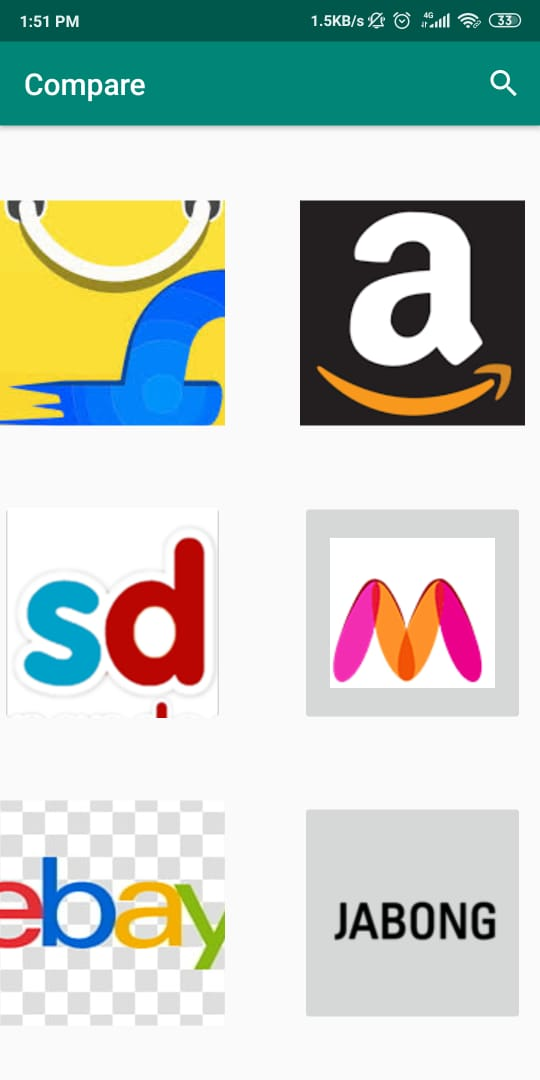 1:51 PM 1.5KB/s 4G 33
Compare
a
sd
ebay
JABONG